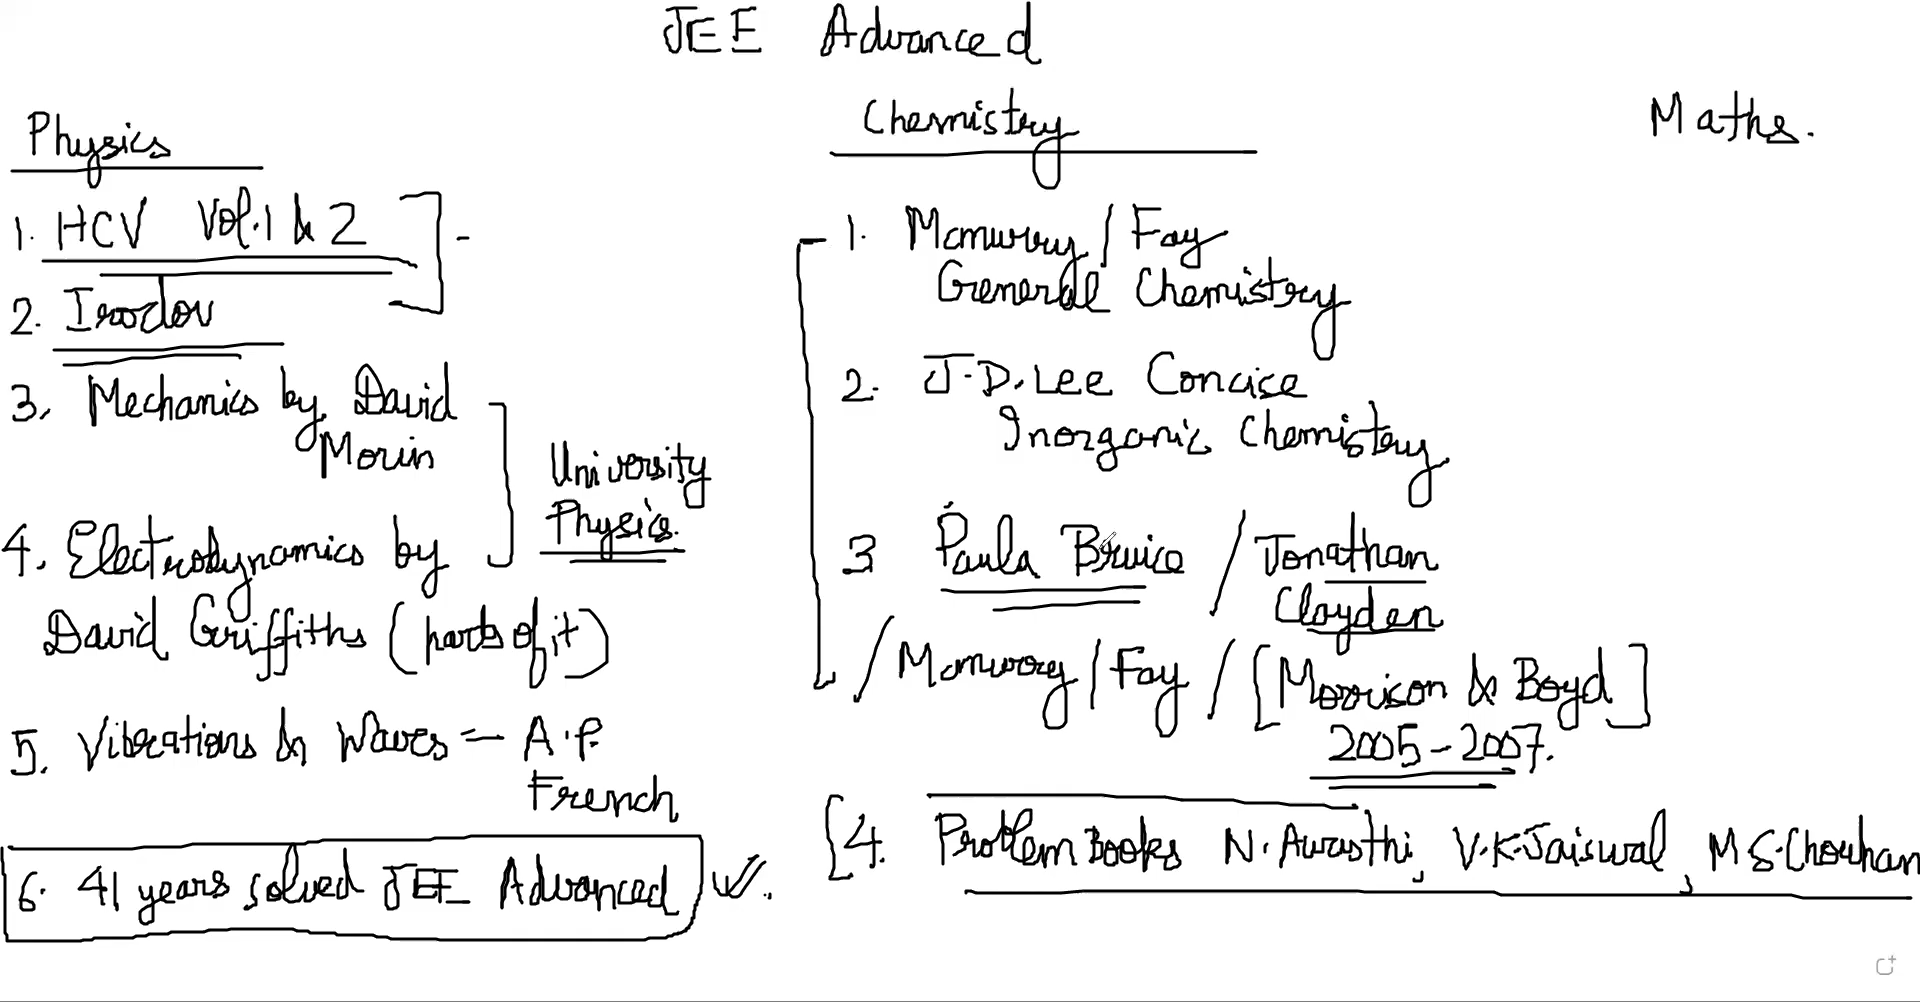 JEE Advanced
Physics
1. HCV Vol.1 & 2
2. Irodov
3. Mechanics by David
Morin
University
Physics.
4. Electrodynamics by
David Griffiths (parts of it)
5. Vibrations & Waves - A.P.
French
6. 41 years solved JEE Advanced
Chemistry
1. Mcmurry / Fay
General Chemistry
2. J.D. Lee Concise
Inorganic Chemistry
3 Paula Bruice / Jonathan
Clayden
/ Mcmurry / Fay / [Morrison & Boyd]
2005-2007.
4. Problem Books N. Awasthi, V.K. Jaiswal, M S. Chouhan
Maths.